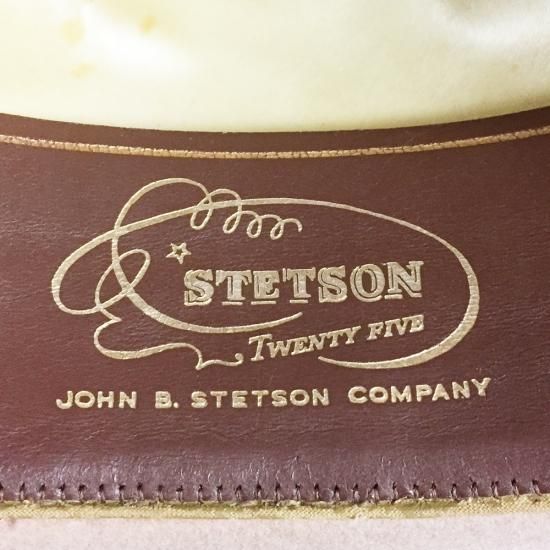 STETSON
TWENTY FIVE
JOHN B. STETSON COMPANY